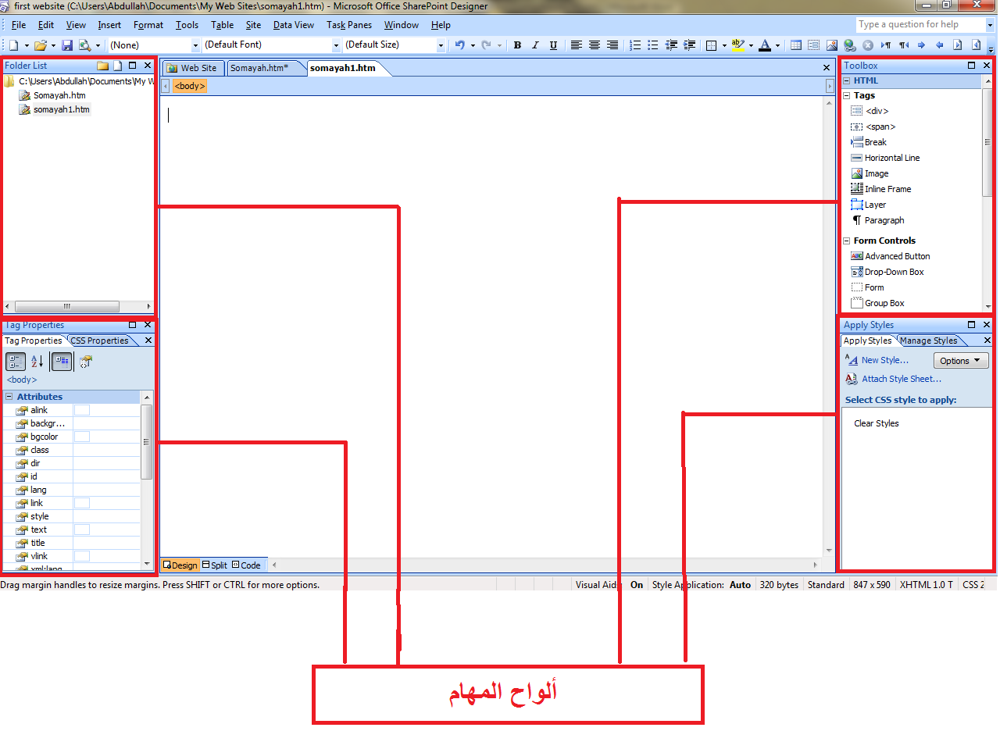 first website (C:\Users\Abdullah\Documents\My Web Sites\somayah1.htm) - Microsoft Office SharePoint Designer
File Edit View Insert Format Tools Table Site Data View Task Panes Window Help
Type a question for help
(None) (Default Font) (Default Size) B I U ab A
Folder List
C:\Users\Abdullah\Documents\My W
Somayah.htm
somayah1.htm
Tag Properties
Tag Properties CSS Properties
<body>
Attributes
alink
backgr...
bgcolor
class
dir
id
lang
link
style
text
title
vlink
xml:lang
Web Site Somayah.htm* somayah1.htm
<body>
Design Split Code
Toolbox
HTML
Tags
<div>
<span>
Break
Horizontal Line
Image
Inline Frame
Layer
Paragraph
Form Controls
Advanced Button
Drop-Down Box
Form
Group Box
Apply Styles
Apply Styles Manage Styles
New Style... Options
Attach Style Sheet...
Select CSS style to apply:
Clear Styles
Drag margin handles to resize margins. Press SHIFT or CTRL for more options.
Visual Aids: On Style Application: Auto 320 bytes Standard 847 x 590 XHTML 1.0 T CSS 2
ألواح المهام